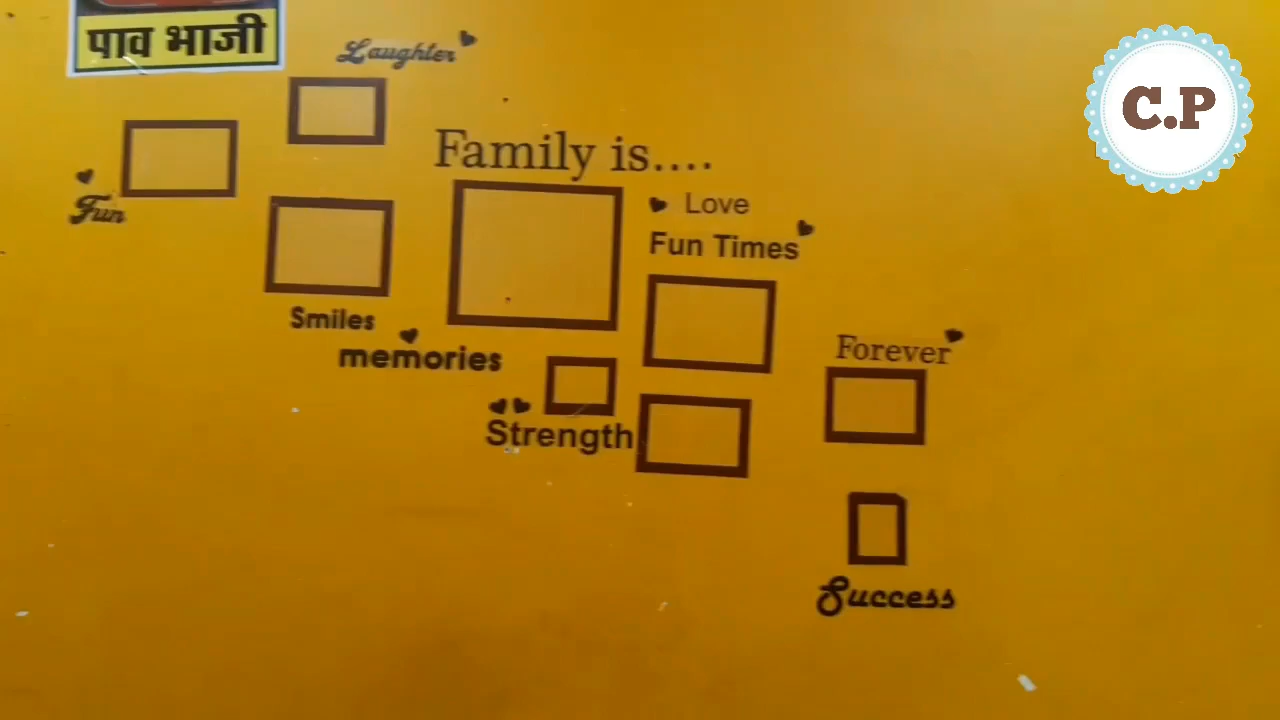 पाव भाजी
Laughter
C.P
Family is....
Fun
Love
Fun Times
Smiles
memories
Forever
Strength
Success